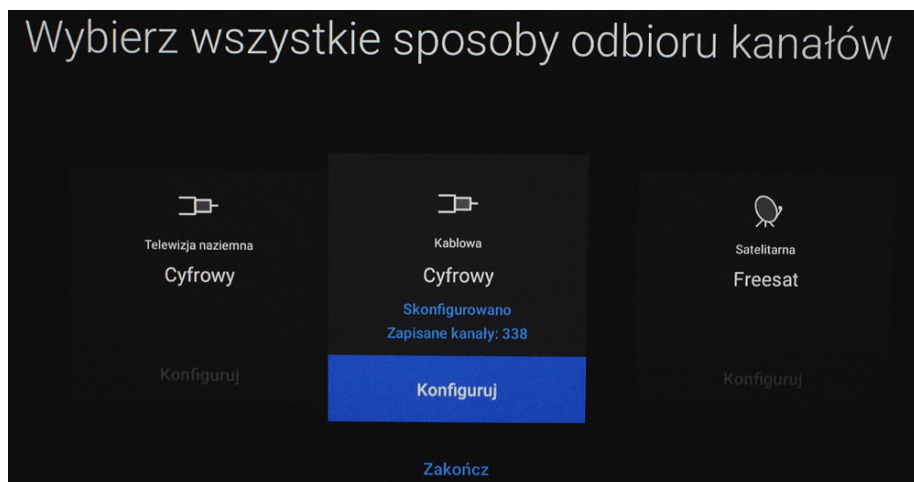 Wybierz wszystkie sposoby odbioru kanałów
Telewizja naziemna
Cyfrowy
Konfiguruj
Kablowa
Cyfrowy
Skonfigurowano
Zapisane kanały: 338
Konfiguruj
Satelitarna
Freesat
Konfiguruj
Zakończ